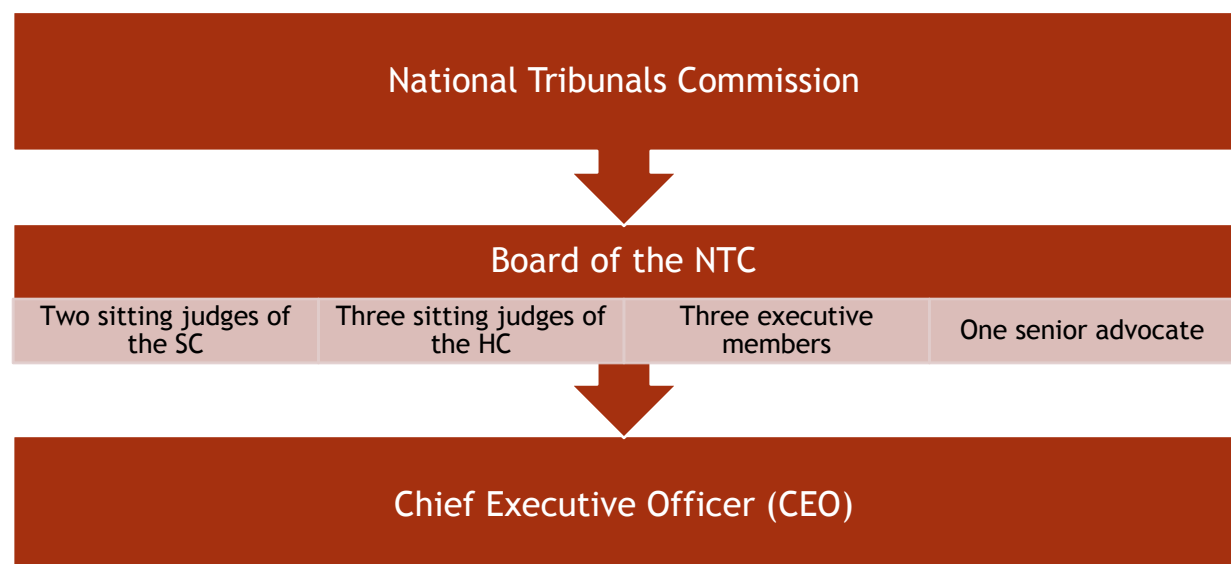 National Tribunals Commission
Board of the NTC
Two sitting judges of
the SC
Three sitting judges of
the HC
Three executive
members
One senior advocate
Chief Executive Officer (CEO)